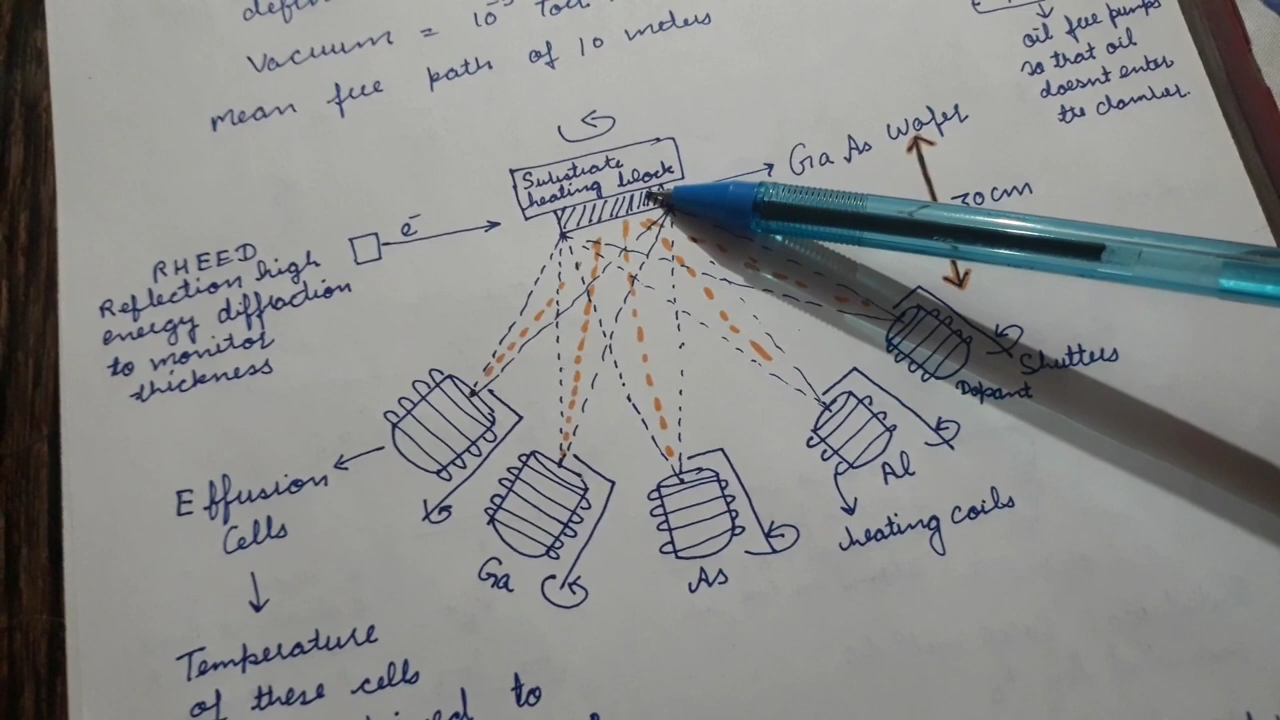 Vacuum = 10
mean free path of 10 meters
oil free pumps
so that oil
doesnt enter
the chamber.
Substrate
heating block
Ga As Wafer
30cm
e⁻
RHEED
Reflection high
energy diffraction
to monitor
thickness
Shutters
Dopant
Effusion
Cells
Al
heating coils
Ga
As
Temperature
of these cells
to